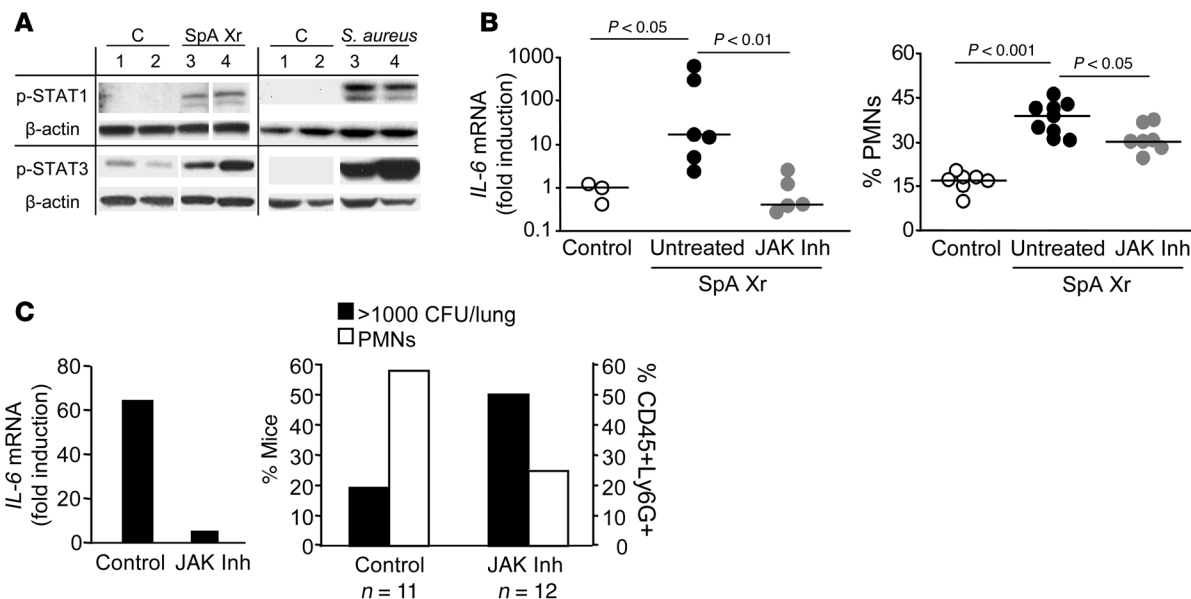 A
C SpA Xr C S. aureus
1 2 3 4 1 2 3 4
p-STAT1
β-actin
p-STAT3
β-actin
B
P < 0.05
P < 0.01
IL-6 mRNA
(fold induction)
1000
100
10
1
0.1
Control Untreated JAK Inh
SpA Xr
P < 0.001
P < 0.05
% PMNs
60
45
30
15
0
Control Untreated JAK Inh
SpA Xr
C
IL-6 mRNA
(fold induction)
80
60
40
20
0
Control JAK Inh
>1000 CFU/lung
PMNs
% Mice
60
50
40
30
20
10
0
60
50
40
30
20
10
0
% CD45+Ly6G+
Control JAK Inh
n = 11 n = 12